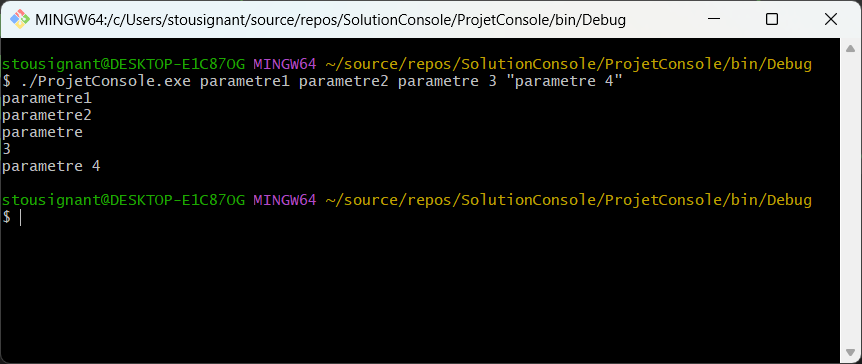 MINGW64:/c/Users/stousignant/source/repos/SolutionConsole/ProjetConsole/bin/Debug
stousignant@DESKTOP-E1C87OG MINGW64 ~/source/repos/SolutionConsole/ProjetConsole/bin/Debug
$ ./ProjetConsole.exe parametre1 parametre2 parametre 3 "parametre 4"
parametre1
parametre2
parametre
3
parametre 4
stousignant@DESKTOP-E1C87OG MINGW64 ~/source/repos/SolutionConsole/ProjetConsole/bin/Debug
$